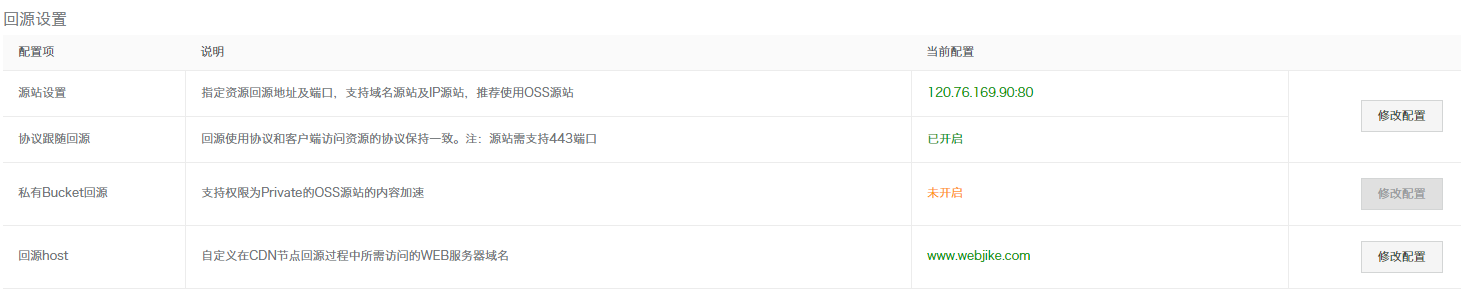 回源设置
配置项 说明 当前配置
源站设置 指定资源回源地址及端口，支持域名源站及IP源站，推荐使用OSS源站 120.76.169.90:80
修改配置
协议跟随回源 回源使用协议和客户端访问资源的协议保持一致。注：源站需支持443端口 已开启
私有Bucket回源 支持权限为Private的OSS源站的内容加速 未开启 修改配置
回源host 自定义在CDN节点回源过程中所需访问的WEB服务器域名 www.webjike.com 修改配置